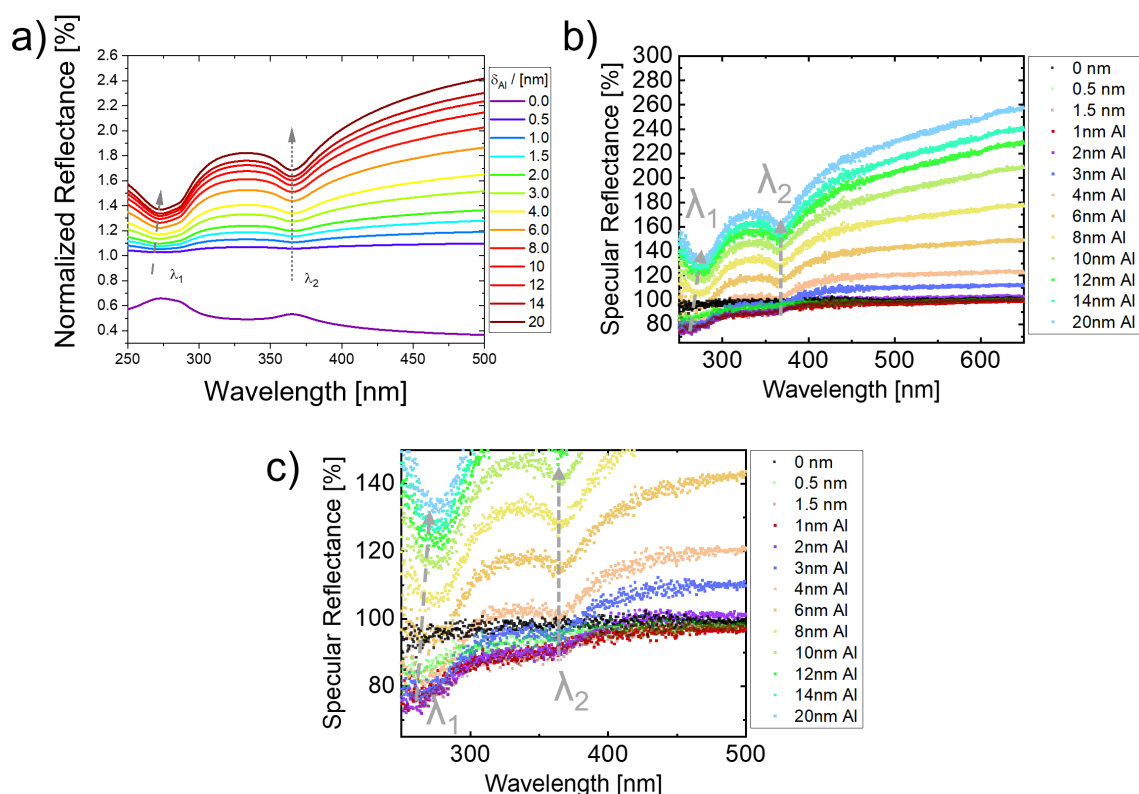 a)
Normalized Reflectance [%]
2.6
2.4
2.2
2.0
1.8
1.6
1.4
1.2
1.0
0.8
0.6
0.4
250
300
350
400
450
500
Wavelength [nm]
λ1
λ2
δAl / [nm]
0.0
0.5
1.0
1.5
2.0
3.0
4.0
6.0
8.0
10
12
14
20
b)
Specular Reflectance [%]
300
280
260
240
220
200
180
160
140
120
100
80
300
400
500
600
Wavelength [nm]
λ1
λ2
0 nm
0.5 nm
1.5 nm
1nm Al
2nm Al
3nm Al
4nm Al
6nm Al
8nm Al
10nm Al
12nm Al
14nm Al
20nm Al
c)
Specular Reflectance [%]
140
120
100
80
300
400
500
Wavelength [nm]
λ1
λ2
0 nm
0.5 nm
1.5 nm
1nm Al
2nm Al
3nm Al
4nm Al
6nm Al
8nm Al
10nm Al
12nm Al
14nm Al
20nm Al